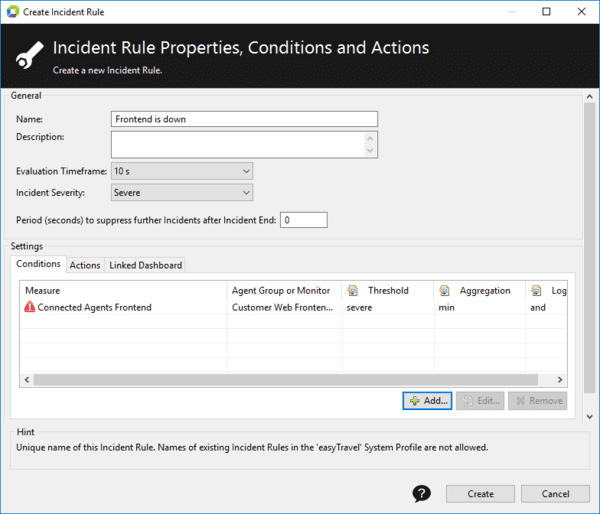 Create Incident Rule
Incident Rule Properties, Conditions and Actions
Create a new Incident Rule.
General
Name: Frontend is down
Description:
Evaluation Timeframe: 10 s
Incident Severity: Severe
Period (seconds) to suppress further Incidents after Incident End: 0
Settings
Conditions Actions Linked Dashboard
Measure Agent Group or Monitor Threshold Aggregation Log
Connected Agents Frontend Customer Web Fronten... severe min and
Add... Edit... Remove
Hint
Unique name of this Incident Rule. Names of existing Incident Rules in the 'easyTravel' System Profile are not allowed.
? Create Cancel